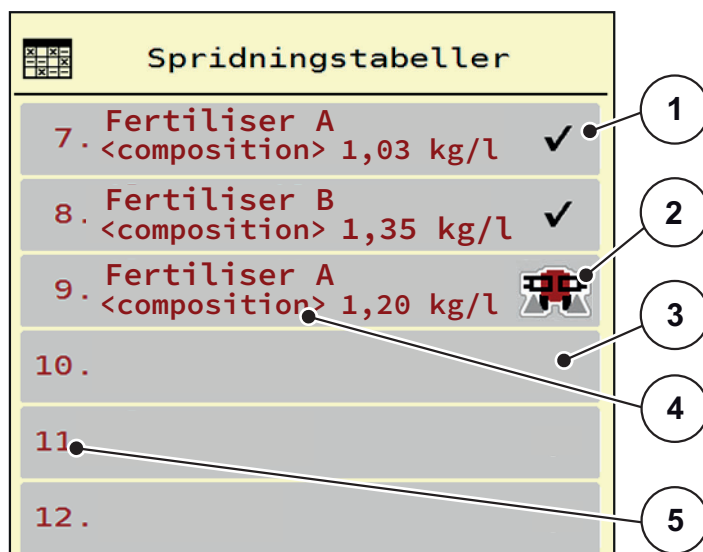 Spridningstabeller
7. Fertiliser A
<composition> 1,03 kg/l
8. Fertiliser B
<composition> 1,35 kg/l
9. Fertiliser A
<composition> 1,20 kg/l
10.
11
12.
1
2
3
4
5